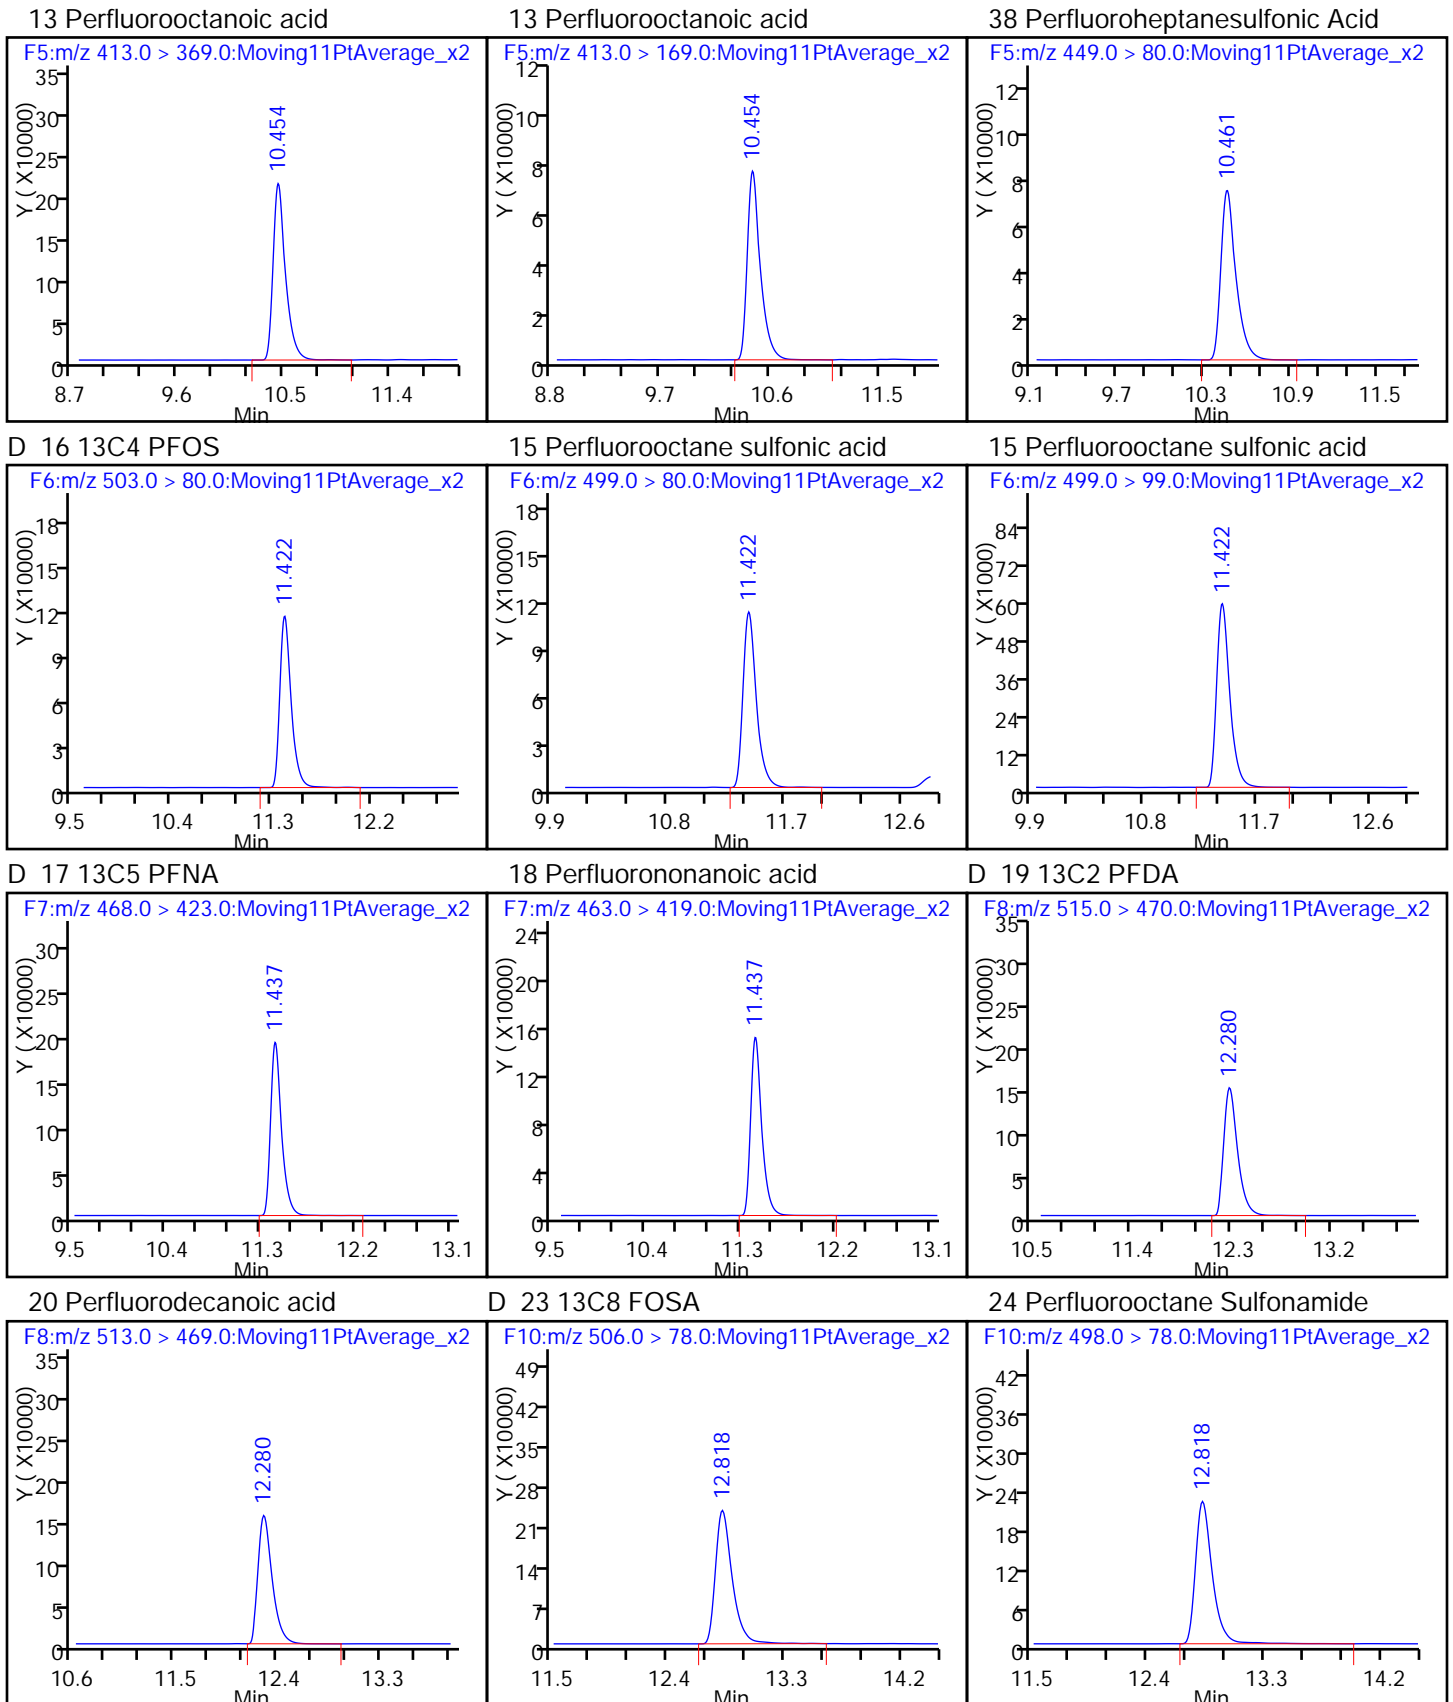 13 Perfluorooctanoic acid
F5:m/z 413.0 > 369.0:Moving11PtAverage_x2
Y ( X10000)
35
30
25
20
15
10
5
0
10.454
8.7 9.6 10.5 11.4
Min
13 Perfluorooctanoic acid
F5:m/z 413.0 > 169.0:Moving11PtAverage_x2
Y ( X10000)
12
10
8
6
4
2
0
10.454
8.8 9.7 10.6 11.5
Min
38 Perfluoroheptanesulfonic Acid
F5:m/z 449.0 > 80.0:Moving11PtAverage_x2
Y ( X10000)
12
10
8
6
4
2
0
10.461
9.1 9.7 10.3 10.9 11.5
Min
D 16 13C4 PFOS
F6:m/z 503.0 > 80.0:Moving11PtAverage_x2
Y ( X10000)
18
15
12
9
6
3
0
11.422
9.5 10.4 11.3 12.2
Min
15 Perfluorooctane sulfonic acid
F6:m/z 499.0 > 80.0:Moving11PtAverage_x2
Y ( X10000)
18
15
12
9
6
3
0
11.422
9.9 10.8 11.7 12.6
Min
15 Perfluorooctane sulfonic acid
F6:m/z 499.0 > 99.0:Moving11PtAverage_x2
Y ( X1000)
84
72
60
48
36
24
12
0
11.422
9.9 10.8 11.7 12.6
Min
D 17 13C5 PFNA
F7:m/z 468.0 > 423.0:Moving11PtAverage_x2
Y ( X10000)
30
25
20
15
10
5
0
11.437
9.5 10.4 11.3 12.2 13.1
Min
18 Perfluorononanoic acid
F7:m/z 463.0 > 419.0:Moving11PtAverage_x2
Y ( X10000)
24
20
16
12
8
4
0
11.437
9.5 10.4 11.3 12.2 13.1
Min
D 19 13C2 PFDA
F8:m/z 515.0 > 470.0:Moving11PtAverage_x2
Y ( X10000)
35
30
25
20
15
10
5
0
12.280
10.5 11.4 12.3 13.2
Min
20 Perfluorodecanoic acid
F8:m/z 513.0 > 469.0:Moving11PtAverage_x2
Y ( X10000)
35
30
25
20
15
10
5
0
12.280
10.6 11.5 12.4 13.3
Min
D 23 13C8 FOSA
F10:m/z 506.0 > 78.0:Moving11PtAverage_x2
Y ( X10000)
49
42
35
28
21
14
7
0
12.818
11.5 12.4 13.3 14.2
Min
24 Perfluorooctane Sulfonamide
F10:m/z 498.0 > 78.0:Moving11PtAverage_x2
Y ( X10000)
42
36
30
24
18
12
6
0
12.818
11.5 12.4 13.3 14.2
Min